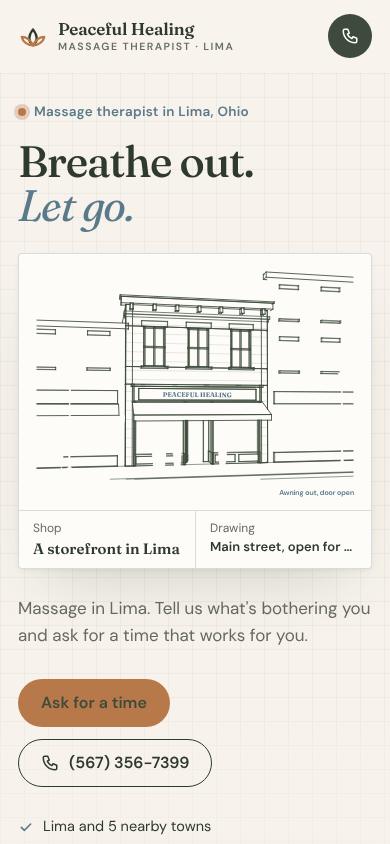 Peaceful Healing
MASSAGE THERAPIST · LIMA
Massage therapist in Lima, Ohio
Breathe out.
Let go.
PEACEFUL HEALING
Awning out, door open
Shop
A storefront in Lima
Drawing
Main street, open for ...
Massage in Lima. Tell us what's bothering you
and ask for a time that works for you.
Ask for a time
(567) 356-7399
Lima and 5 nearby towns